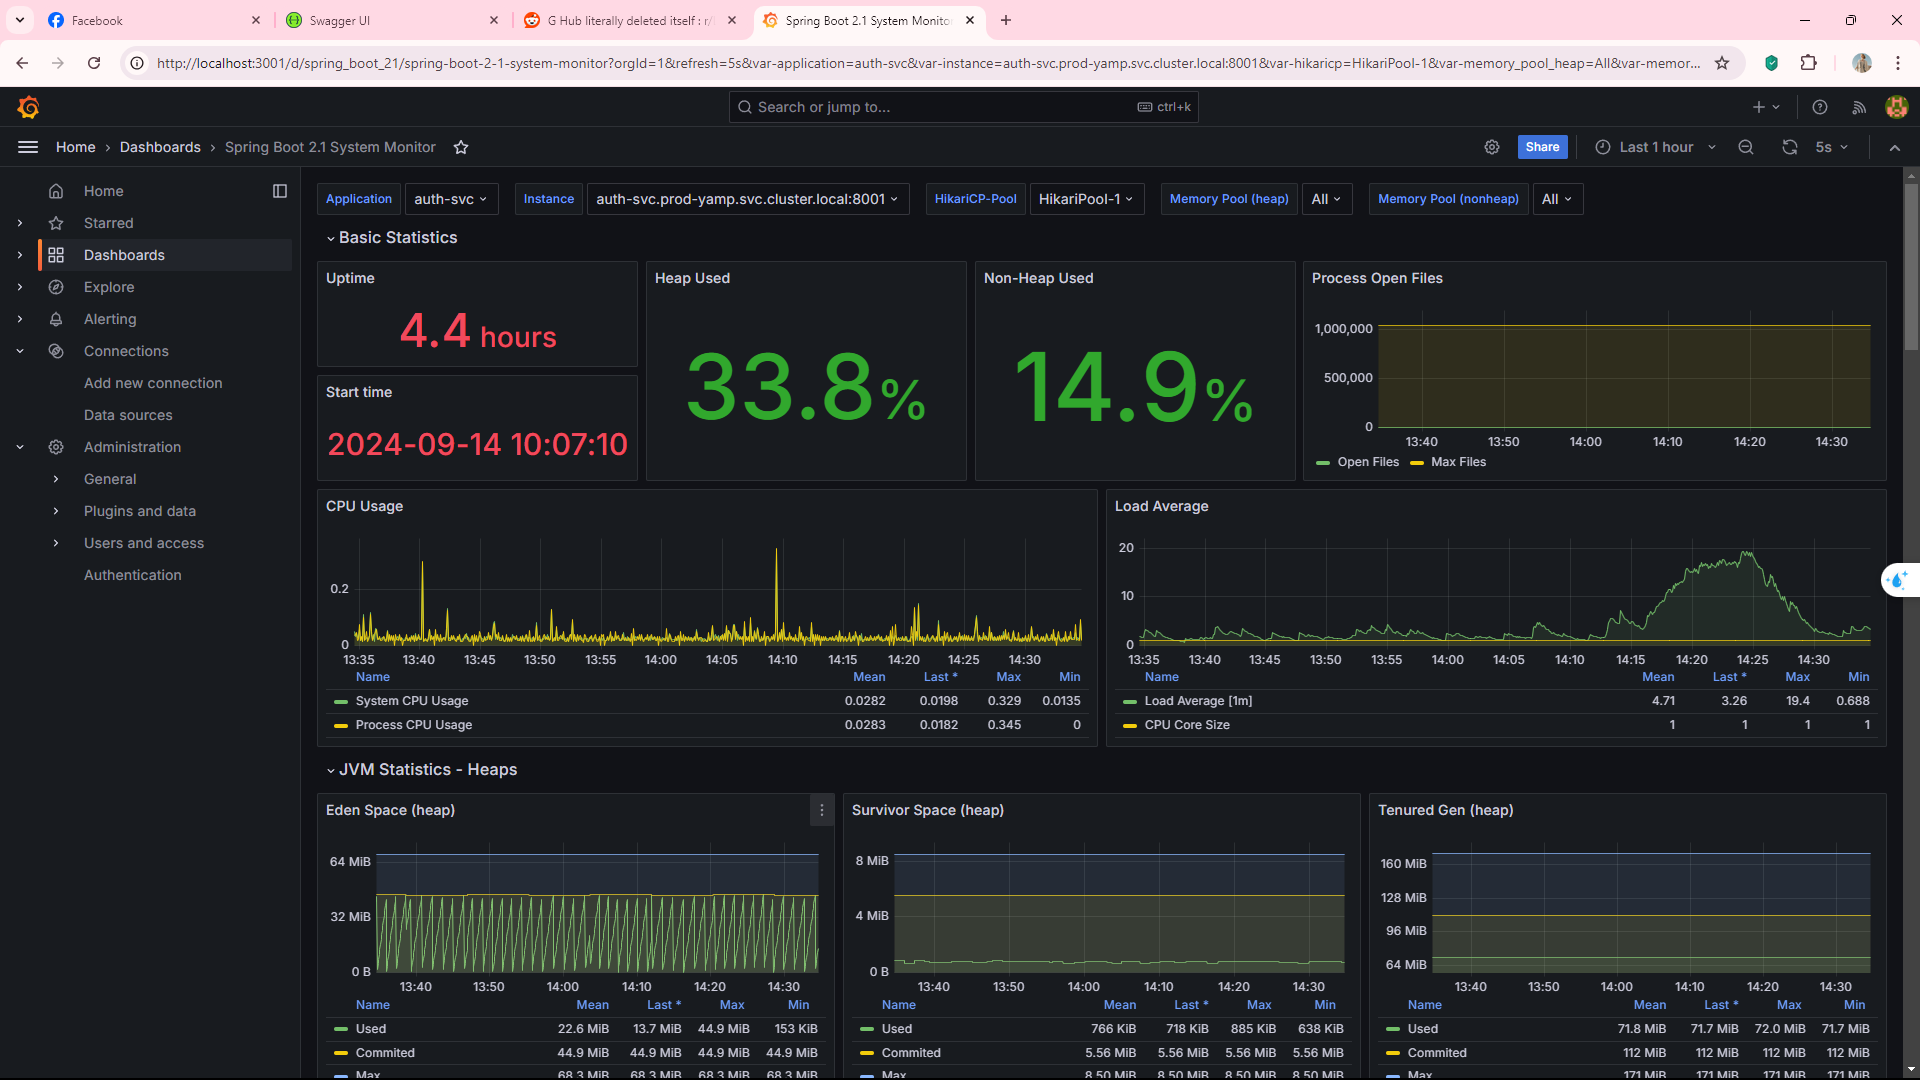 Facebook
Swagger UI
G Hub literally deleted itself : r/
Spring Boot 2.1 System Monitor
http://localhost:3001/d/spring_boot_21/spring-boot-2-1-system-monitor?orgId=1&refresh=5s&var-application=auth-svc&var-instance=auth-svc.prod-yamp.svc.cluster.local:8001&var-hikaricp=HikariPool-1&var-memory_pool_heap=All&var-memor...
Search or jump to... ctrl+k
Home > Dashboards > Spring Boot 2.1 System Monitor
Share Last 1 hour 5s
Home
Starred
Dashboards
Explore
Alerting
Connections
Add new connection
Data sources
Administration
General
Plugins and data
Users and access
Authentication
Application auth-svc Instance auth-svc.prod-yamp.svc.cluster.local:8001 HikariCP-Pool HikariPool-1 Memory Pool (heap) All Memory Pool (nonheap) All
Basic Statistics
Uptime
4.4 hours
Start time
2024-09-14 10:07:10
Heap Used
33.8%
Non-Heap Used
14.9%
Process Open Files
1,000,000
500,000
0
13:40 13:50 14:00 14:10 14:20 14:30
Open Files Max Files
CPU Usage
0.2
0
13:35 13:40 13:45 13:50 13:55 14:00 14:05 14:10 14:15 14:20 14:25 14:30
Name Mean Last * Max Min
System CPU Usage 0.0282 0.0198 0.329 0.0135
Process CPU Usage 0.0283 0.0182 0.345 0
Load Average
20
10
0
13:35 13:40 13:45 13:50 13:55 14:00 14:05 14:10 14:15 14:20 14:25 14:30
Name Mean Last * Max Min
Load Average [1m] 4.71 3.26 19.4 0.688
CPU Core Size 1 1 1 1
JVM Statistics - Heaps
Eden Space (heap)
64 MiB
32 MiB
0 B
13:40 13:50 14:00 14:10 14:20 14:30
Name Mean Last * Max Min
Used 22.6 MiB 13.7 MiB 44.9 MiB 153 KiB
Commited 44.9 MiB 44.9 MiB 44.9 MiB 44.9 MiB
Max 68.3 MiB 68.3 MiB 68.3 MiB 68.3 MiB
Survivor Space (heap)
8 MiB
4 MiB
0 B
13:40 13:50 14:00 14:10 14:20 14:30
Name Mean Last * Max Min
Used 766 KiB 718 KiB 885 KiB 638 KiB
Commited 5.56 MiB 5.56 MiB 5.56 MiB 5.56 MiB
Max 8.50 MiB 8.50 MiB 8.50 MiB 8.50 MiB
Tenured Gen (heap)
160 MiB
128 MiB
96 MiB
64 MiB
13:40 13:50 14:00 14:10 14:20 14:30
Name Mean Last * Max Min
Used 71.8 MiB 71.7 MiB 72.0 MiB 71.7 MiB
Commited 112 MiB 112 MiB 112 MiB 112 MiB
Max 171 MiB 171 MiB 171 MiB 171 MiB